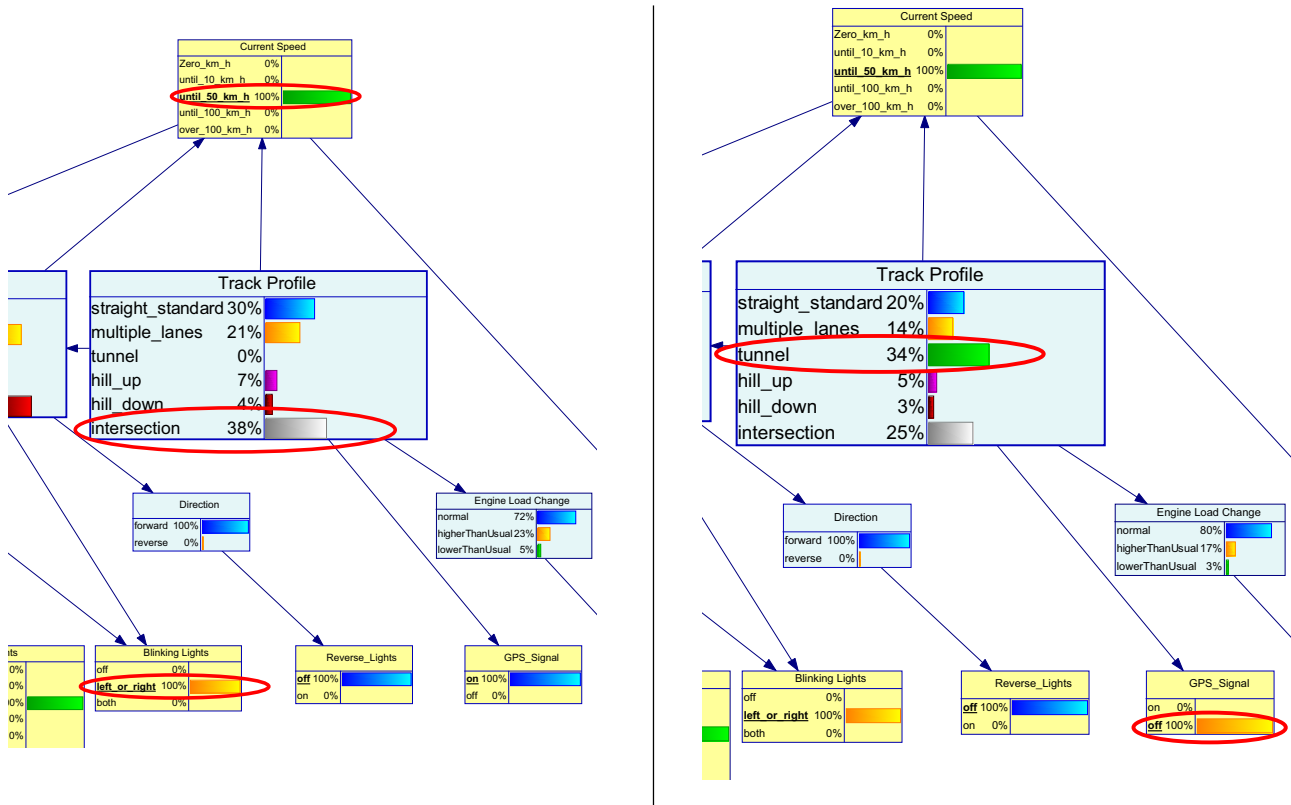 Current Speed
Zero_km_h 0%
until_10_km_h 0%
until_50_km_h 100%
until_100_km_h 0%
over_100_km_h 0%
Track Profile
straight_standard 30%
multiple_lanes 21%
tunnel 0%
hill_up 7%
hill_down 4%
intersection 38%
Direction
forward 100%
reverse 0%
Engine Load Change
normal 72%
higherThanUsual 23%
lowerThanUsual 5%
nts
0%
0%
0%
0%
0%
Blinking Lights
off 0%
left_or_right 100%
both 0%
Reverse_Lights
off 100%
on 0%
GPS_Signal
on 100%
off 0%
Current Speed
Zero_km_h 0%
until_10_km_h 0%
until_50_km_h 100%
until_100_km_h 0%
over_100_km_h 0%
Track Profile
straight_standard 20%
multiple_lanes 14%
tunnel 34%
hill_up 5%
hill_down 3%
intersection 25%
Direction
forward 100%
reverse 0%
Engine Load Change
normal 80%
higherThanUsual 17%
lowerThanUsual 3%
Blinking Lights
off 0%
left_or_right 100%
both 0%
Reverse_Lights
off 100%
on 0%
GPS_Signal
on 0%
off 100%